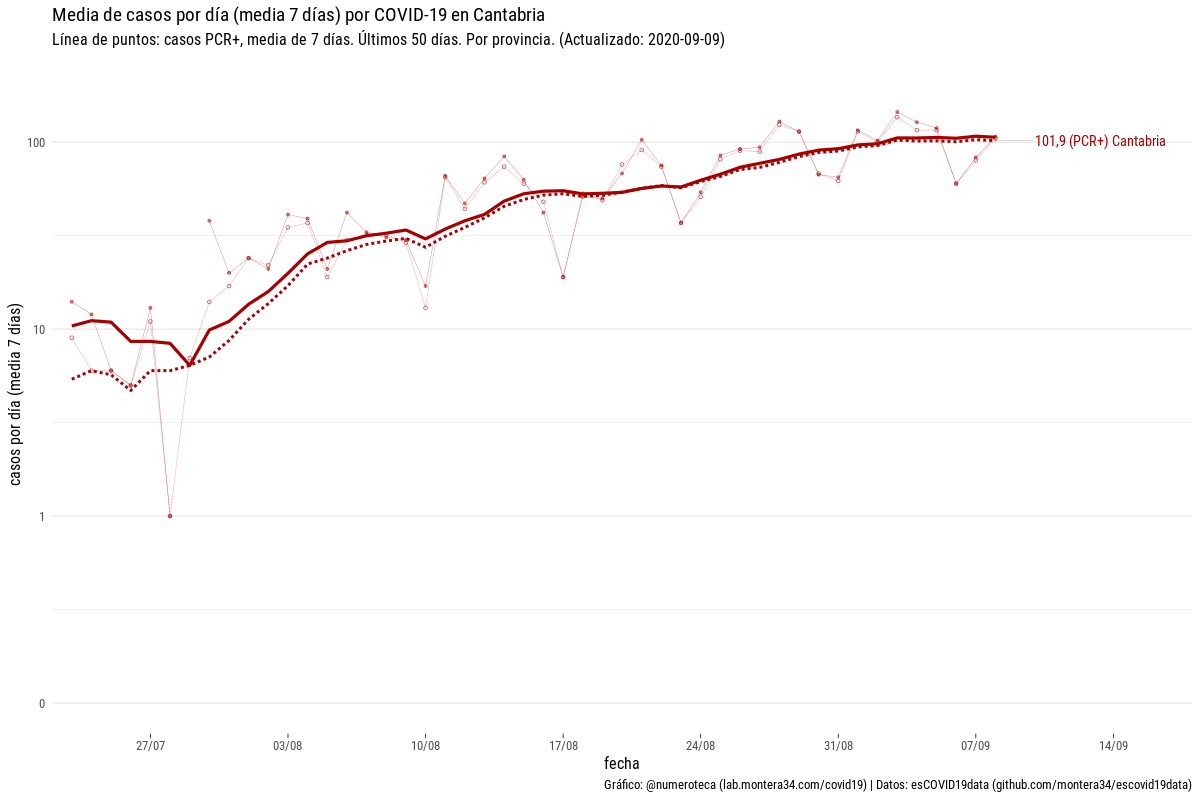 Media de casos por día (media 7 días) por COVID-19 en Cantabria
Línea de puntos: casos PCR+, media de 7 días. Últimos 50 días. Por provincia. (Actualizado: 2020-09-09)
casos por día (media 7 días)
100
10
1
0
101,9 (PCR+) Cantabria
27/07
03/08
10/08
17/08
24/08
31/08
07/09
14/09
fecha
Gráfico: @numeroteca (lab.montera34.com/covid19) | Datos: esCOVID19data (github.com/montera34/escovid19data)